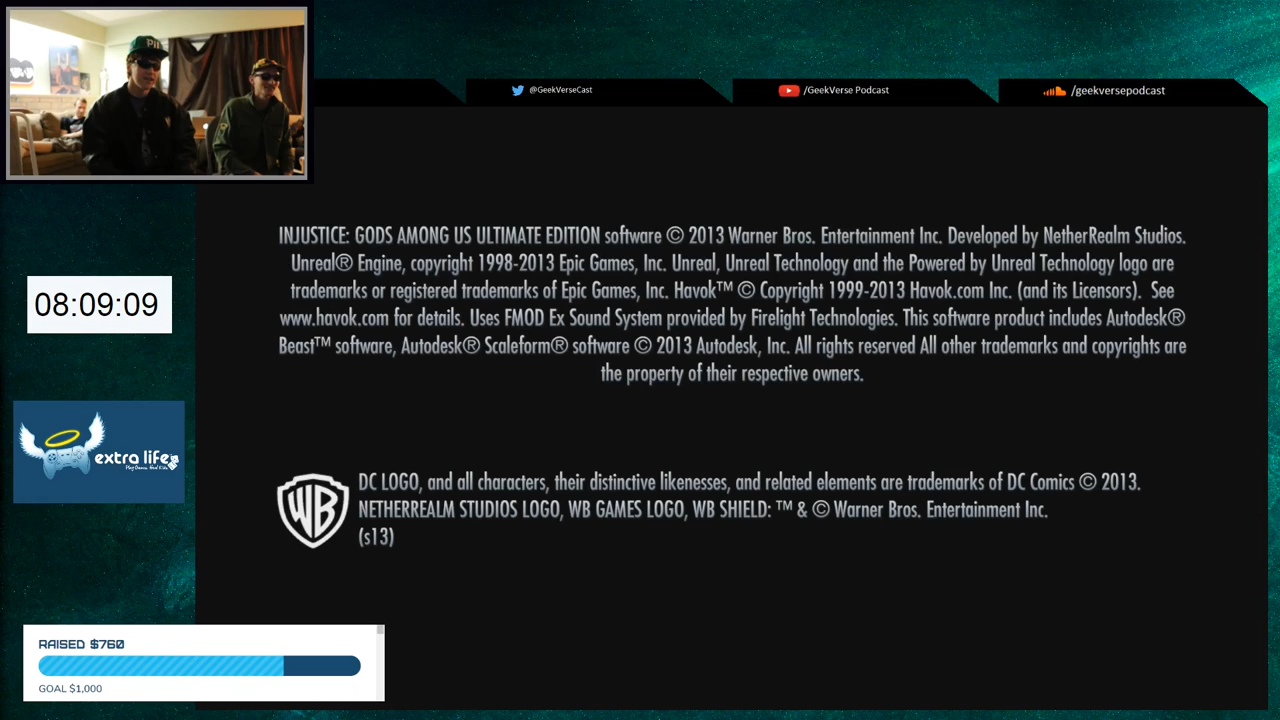 @GeekVerseCast
/GeekVerse Podcast
/geekversepodcast
INJUSTICE: GODS AMONG US ULTIMATE EDITION software © 2013 Warner Bros. Entertainment Inc. Developed by NetherRealm Studios.
Unreal® Engine, copyright 1998-2013 Epic Games, Inc. Unreal, Unreal Technology and the Powered by Unreal Technology logo are
trademarks or registered trademarks of Epic Games, Inc. Havok™ © Copyright 1999-2013 Havok.com Inc. (and its Licensors). See
www.havok.com for details. Uses FMOD Ex Sound System provided by Firelight Technologies. This software product includes Autodesk®
Beast™ software, Autodesk® Scaleform® software © 2013 Autodesk, Inc. All rights reserved All other trademarks and copyrights are
the property of their respective owners.
08:09:09
extra life
Play Games. Heal Kids
WB
DC LOGO, and all characters, their distinctive likenesses, and related elements are trademarks of DC Comics © 2013.
NETHERREALM STUDIOS LOGO, WB GAMES LOGO, WB SHIELD: ™ & © Warner Bros. Entertainment Inc.
(s13)
RAISED $760
GOAL $1,000